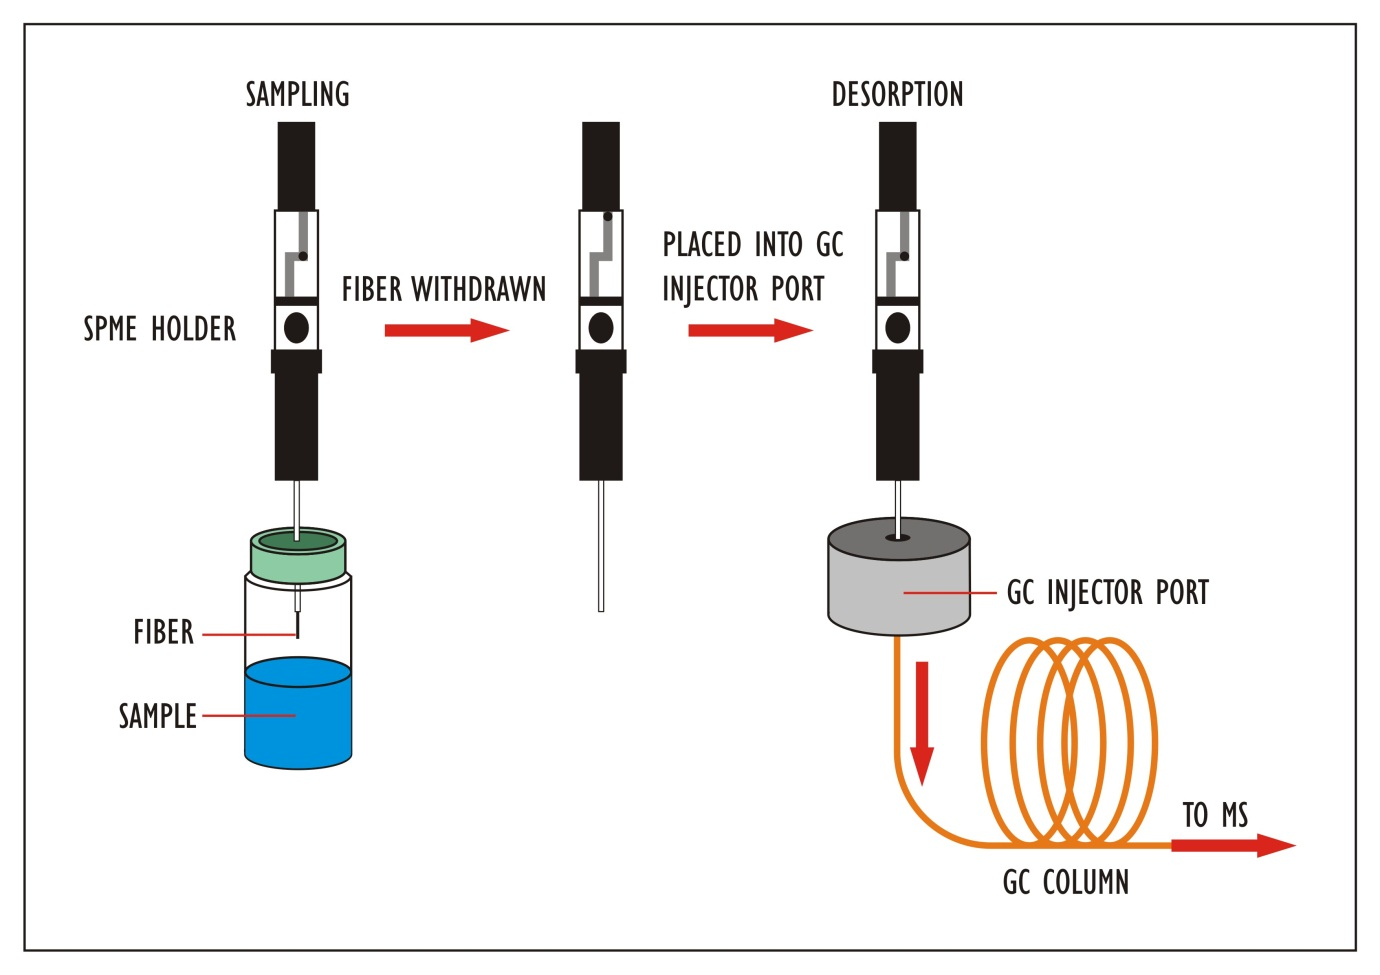 SAMPLING
DESORPTION
PLACED INTO GC
INJECTOR PORT
FIBER WITHDRAWN
SPME HOLDER
GC INJECTOR PORT
FIBER
SAMPLE
TO MS
GC COLUMN